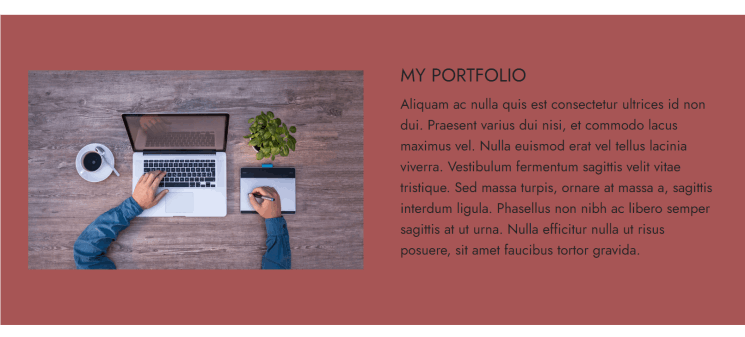 MY PORTFOLIO
Aliquam ac nulla quis est consectetur ultrices id non
dui. Praesent varius dui nisi, et commodo lacus
maximus vel. Nulla euismod erat vel tellus lacinia
viverra. Vestibulum fermentum sagittis velit vitae
tristique. Sed massa turpis, ornare at massa a, sagittis
interdum ligula. Phasellus non nibh ac libero semper
sagittis at ut urna. Nulla efficitur nulla ut risus
posuere, sit amet faucibus tortor gravida.